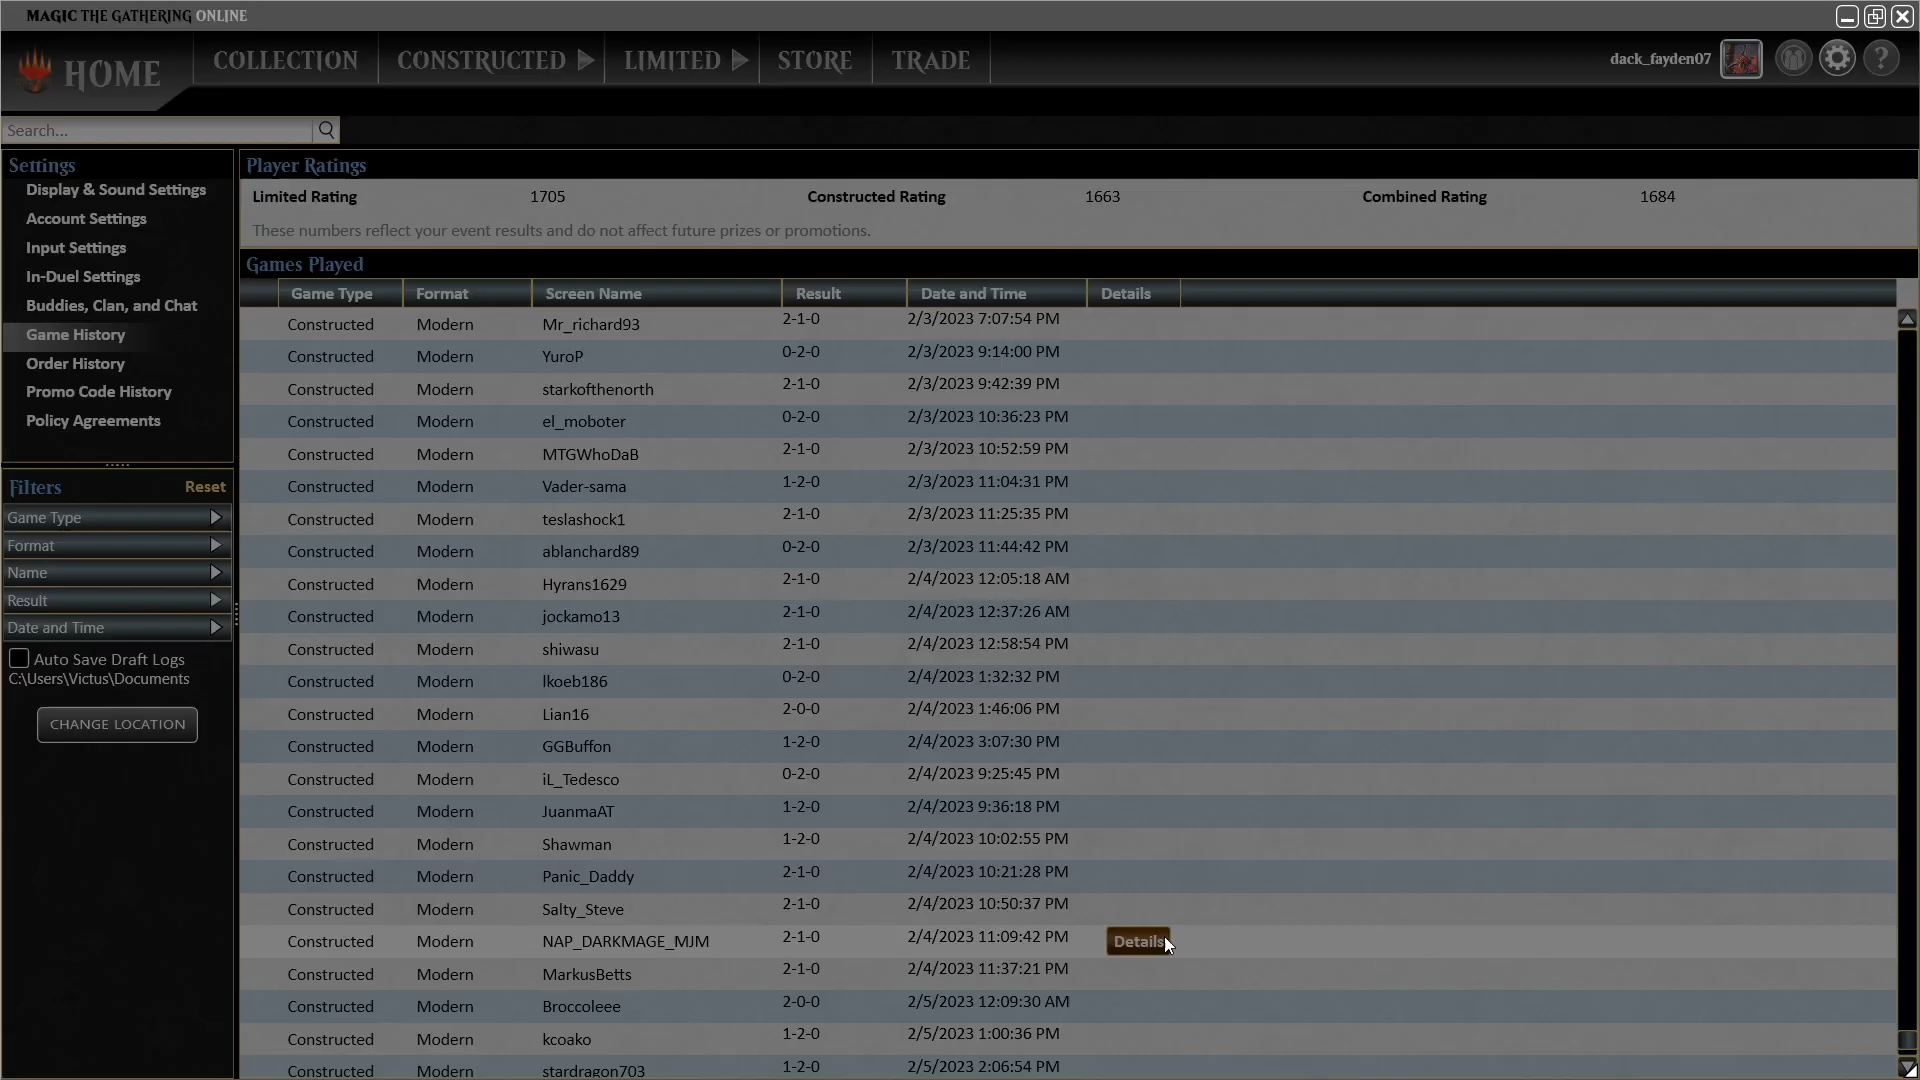 MAGIC THE GATHERING ONLINE
HOME
COLLECTION
CONSTRUCTED
LIMITED
STORE
TRADE
dack_fayden07
?
Search...
Settings
Display & Sound Settings
Account Settings
Input Settings
In-Duel Settings
Buddies, Clan, and Chat
Game History
Order History
Promo Code History
Policy Agreements
Filters Reset
Game Type
Format
Name
Result
Date and Time
Auto Save Draft Logs
C:\Users\Victus\Documents
CHANGE LOCATION
Player Ratings
Limited Rating 1705 Constructed Rating 1663 Combined Rating 1684
These numbers reflect your event results and do not affect future prizes or promotions.
Games Played
Game Type Format Screen Name Result Date and Time Details
Constructed Modern Mr_richard93 2-1-0 2/3/2023 7:07:54 PM
Constructed Modern YuroP 0-2-0 2/3/2023 9:14:00 PM
Constructed Modern starkofthenorth 2-1-0 2/3/2023 9:42:39 PM
Constructed Modern el_moboter 0-2-0 2/3/2023 10:36:23 PM
Constructed Modern MTGWhoDaB 2-1-0 2/3/2023 10:52:59 PM
Constructed Modern Vader-sama 1-2-0 2/3/2023 11:04:31 PM
Constructed Modern teslashock1 2-1-0 2/3/2023 11:25:35 PM
Constructed Modern ablanchard89 0-2-0 2/3/2023 11:44:42 PM
Constructed Modern Hyrans1629 2-1-0 2/4/2023 12:05:18 AM
Constructed Modern jockamo13 2-1-0 2/4/2023 12:37:26 AM
Constructed Modern shiwasu 2-1-0 2/4/2023 12:58:54 PM
Constructed Modern lkoeb186 0-2-0 2/4/2023 1:32:32 PM
Constructed Modern Lian16 2-0-0 2/4/2023 1:46:06 PM
Constructed Modern GGBuffon 1-2-0 2/4/2023 3:07:30 PM
Constructed Modern iL_Tedesco 0-2-0 2/4/2023 9:25:45 PM
Constructed Modern JuanmaAT 1-2-0 2/4/2023 9:36:18 PM
Constructed Modern Shawman 1-2-0 2/4/2023 10:02:55 PM
Constructed Modern Panic_Daddy 2-1-0 2/4/2023 10:21:28 PM
Constructed Modern Salty_Steve 2-1-0 2/4/2023 10:50:37 PM
Constructed Modern NAP_DARKMAGE_MJM 2-1-0 2/4/2023 11:09:42 PM Details
Constructed Modern MarkusBetts 2-1-0 2/4/2023 11:37:21 PM
Constructed Modern Broccoleee 2-0-0 2/5/2023 12:09:30 AM
Constructed Modern kcoako 1-2-0 2/5/2023 1:00:36 PM
Constructed Modern stardragon703 1-2-0 2/5/2023 2:06:54 PM